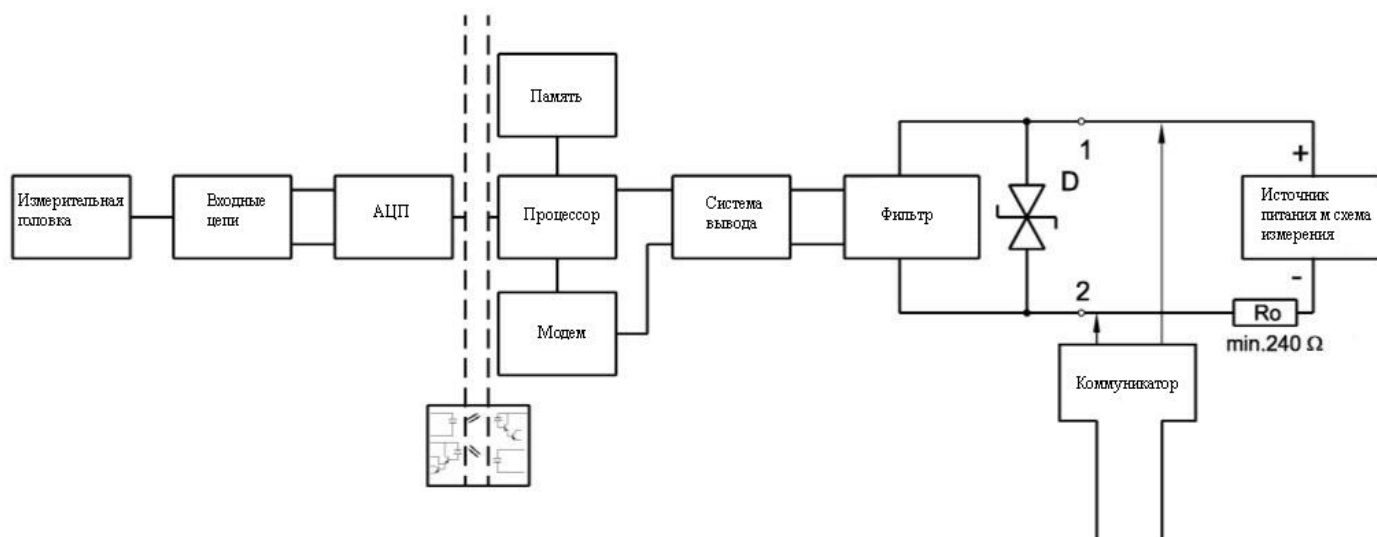 Память
1
D
+
Измерительная
головка
Входные
цепи
АЦП
Процессор
Система
вывода
Фильтр
Источник
питания м схема
измерения
-
2
Ro
min.240 Ω
Модем
Коммуникатор